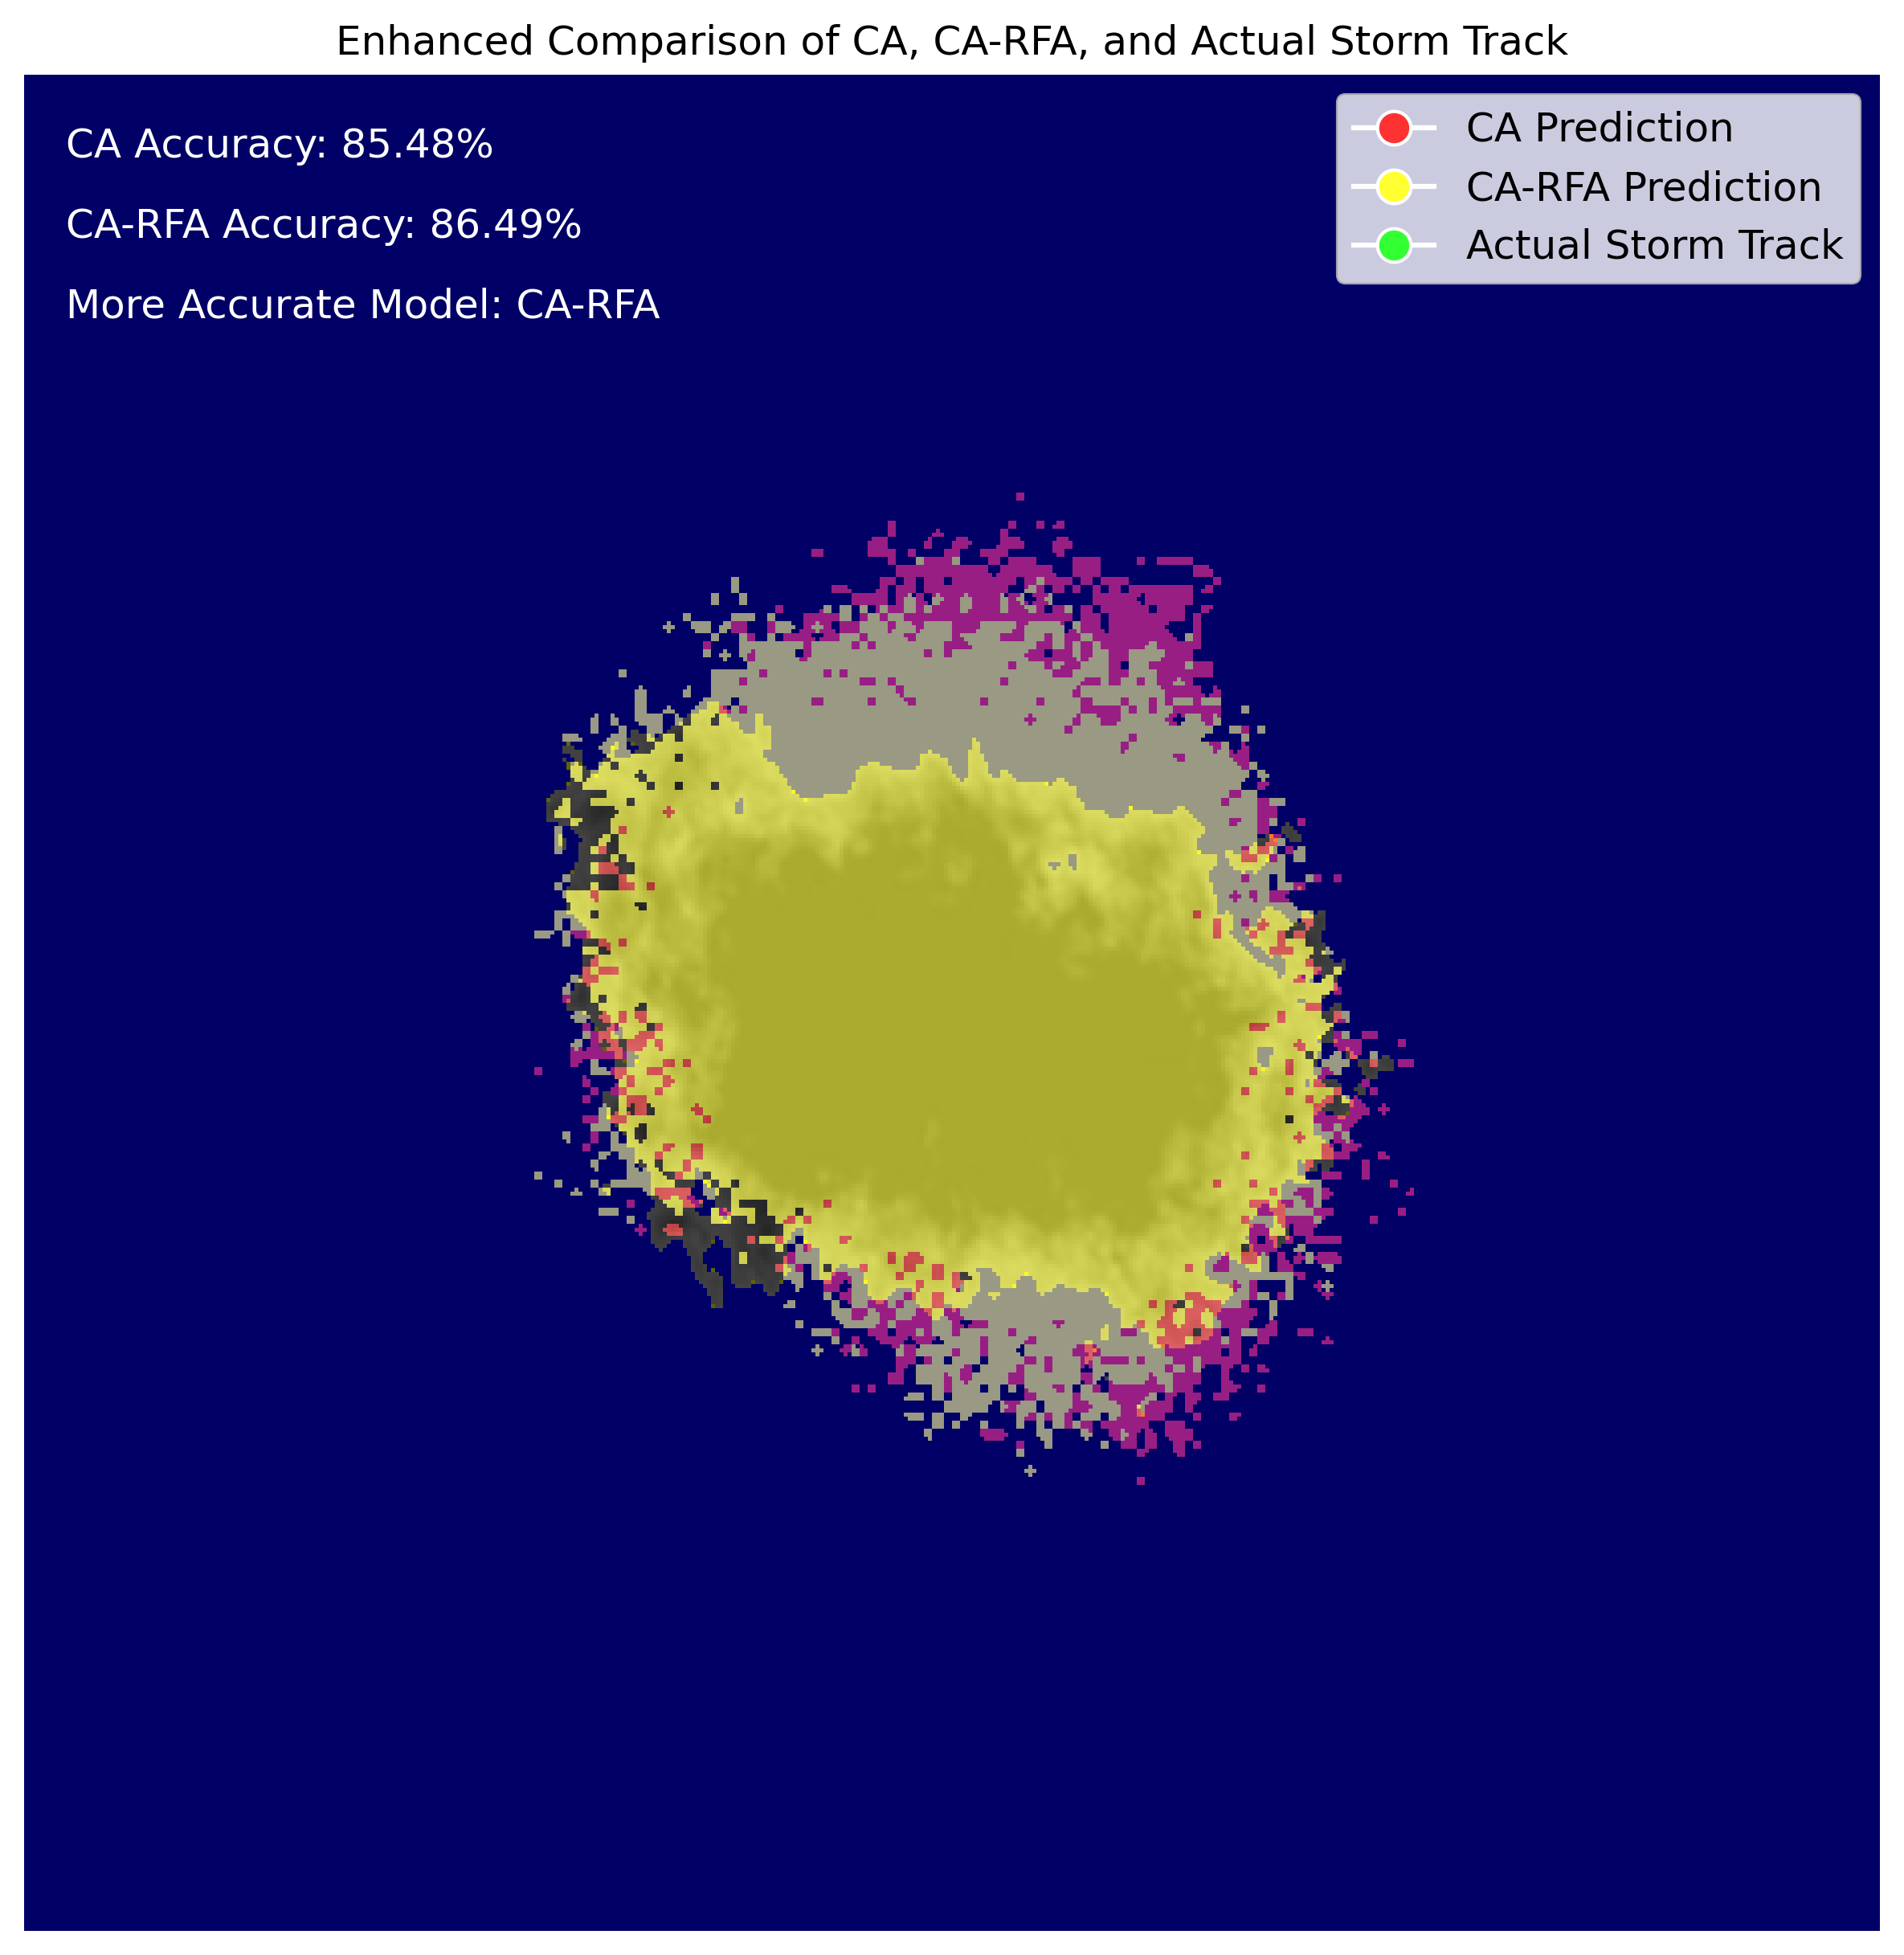 Enhanced Comparison of CA, CA-RFA, and Actual Storm Track
CA Accuracy: 85.48%
CA-RFA Accuracy: 86.49%
More Accurate Model: CA-RFA
CA Prediction
CA-RFA Prediction
Actual Storm Track